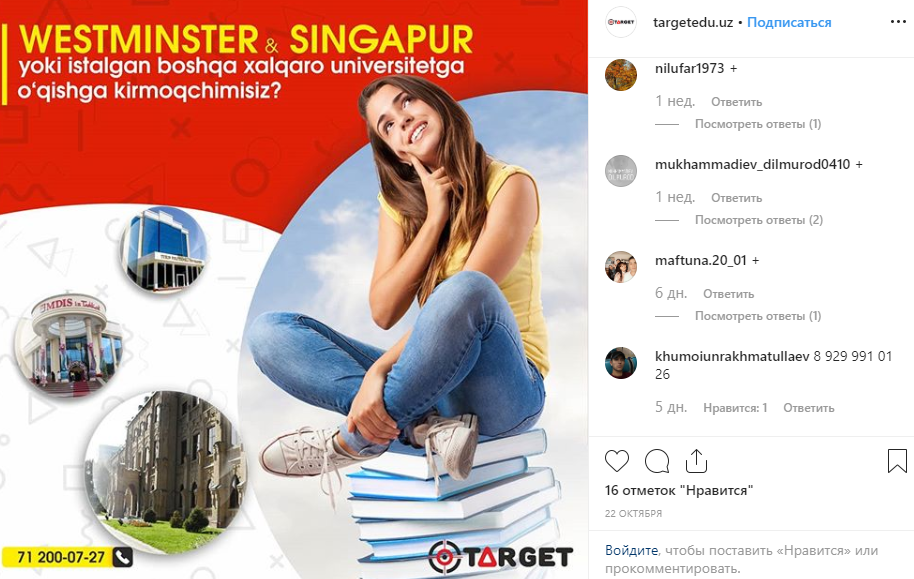 WESTMINSTER & SINGAPUR
yoki istalgan boshqa xalqaro universitetga
o'qishga kirmoqchimisiz?
MDIS in Tashkent
71 200-07-27
TARGET
TARGET
targetedu.uz • Подписаться
nilufar1973 +
1 нед. Ответить
Посмотреть ответы (1)
mukhammadiev_dilmurod0410 +
1 нед. Ответить
Посмотреть ответы (2)
maftuna.20_01 +
6 дн. Ответить
Посмотреть ответы (1)
khumoiunrakhmatullaev 8 929 991 01
26
5 дн. Нравится: 1 Ответить
16 отметок "Нравится"
22 ОКТЯБРЯ
Войдите, чтобы поставить «Нравится» или
прокомментировать.